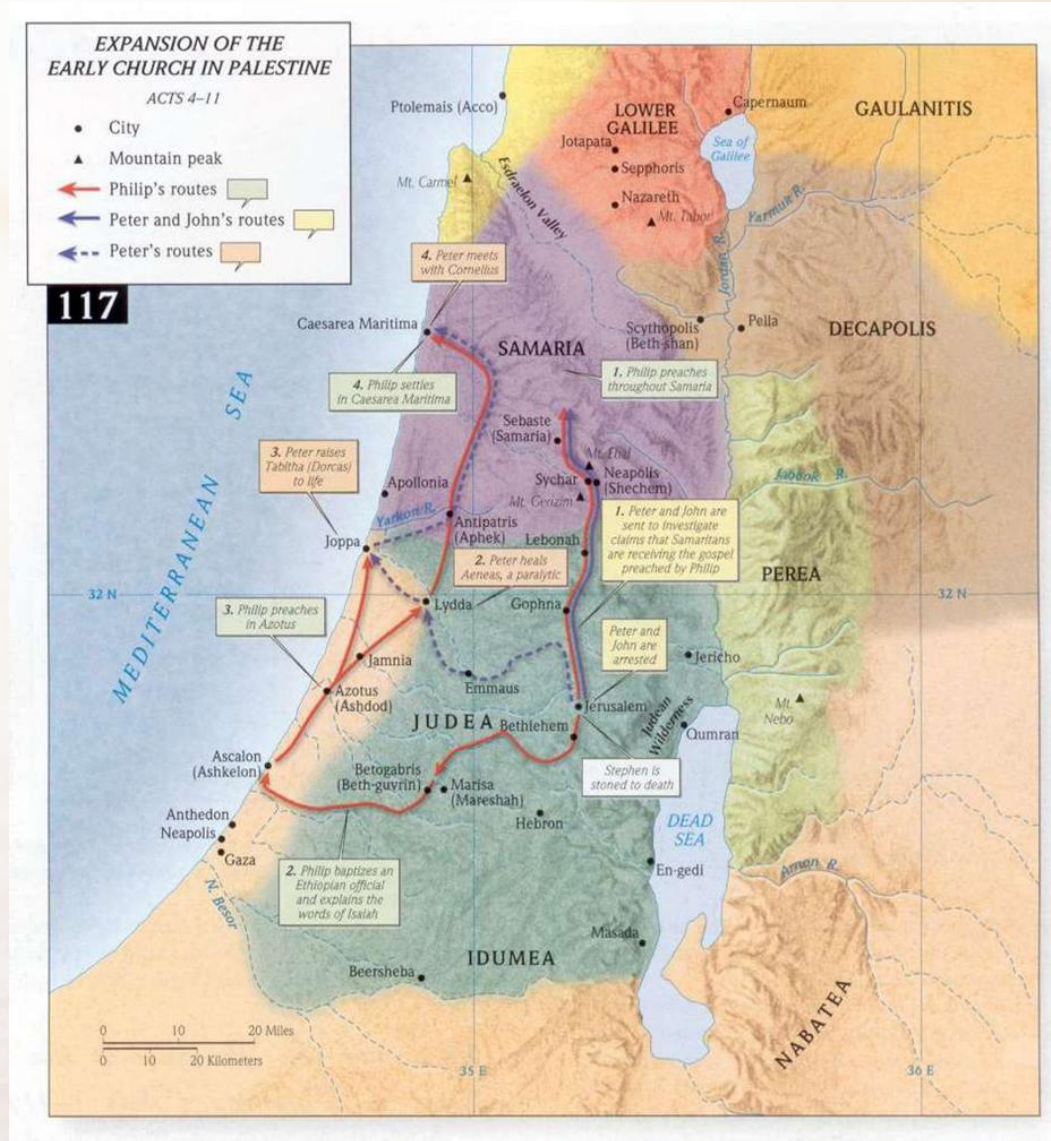 EXPANSION OF THE
EARLY CHURCH IN PALESTINE
ACTS 4–11
City
Mountain peak
Philip's routes
Peter and John's routes
Peter's routes
117
Ptolemais (Acco)
LOWER
GALILEE
Capernaum
GAULANITIS
Jotapata
Sea of
Galilee
Sepphoris
Mt. Carmel
Esdraelon Valley
Nazareth
Mt. Tabor
Yarmuk R.
Jordan R.
4. Peter meets
with Cornelius
Caesarea Maritima
Scythopolis
(Beth-shan)
Pella
DECAPOLIS
SAMARIA
4. Philip settles
in Caesarea Maritima
1. Philip preaches
throughout Samaria
MEDITERRANEAN SEA
Sebaste
(Samaria)
3. Peter raises
Tabitha (Dorcas)
to life
Mt. Ebal
Apollonia
Sychar
Neapolis
(Shechem)
Jabbok R.
Mt. Gerizim
Yarkon R.
Antipatris
(Aphek)
1. Peter and John are
sent to investigate
claims that Samaritans
are receiving the gospel
preached by Philip
Joppa
Lebonah
2. Peter heals
Aeneas, a paralytic
PEREA
32 N
32 N
Lydda
Gophna
3. Philip preaches
in Azotus
Peter and
John are
arrested
Jamnia
Jericho
Emmaus
Azotus
(Ashdod)
Jerusalem
Mt.
Nebo
JUDEA
Bethlehem
Judean
Wilderness
Qumran
Ascalon
(Ashkelon)
Betogabris
(Beth-guvrin)
Marisa
(Mareshah)
Stephen is
stoned to death
Anthedon
Hebron
DEAD
SEA
Neapolis
Gaza
En-gedi
Arnon R.
2. Philip baptizes an
Ethiopian official
and explains the
words of Isaiah
N. Besor
Masada
IDUMEA
Beersheba
NABATEA
0 10 20 Miles
0 10 20 Kilometers
35 E
36 E